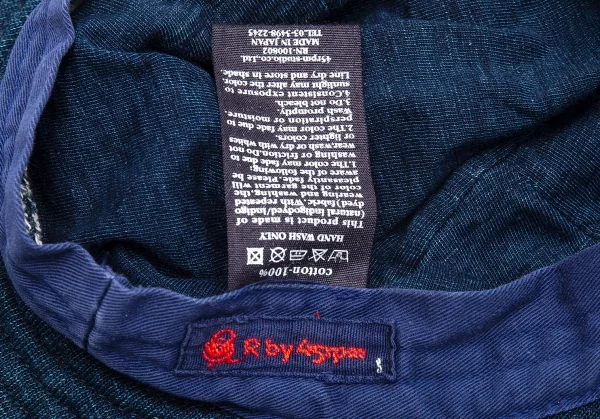 cotton-100%
HAND WASH ONLY
This product is made of
(natural indigodyed/indigo
dyed) fabric. With repeated
wearing and washing, the
color of the garment will
pleasantly fade. Please be
aware of the following;
1.The color may fade due to
washing or friction. Do not
wear, wash or dry with whites
or lighter colors.
2.The color may fade due to
perspiration or moisture
Wash promptly.
3.Do not bleach.
4.Consistent exposure to
sunlight may alter the color.
Line dry and store in shade.
45rpm-studio.co.,Ltd.
RN-100802
MADE IN JAPAN
TEL.03-3498-2245
R by 45rpm